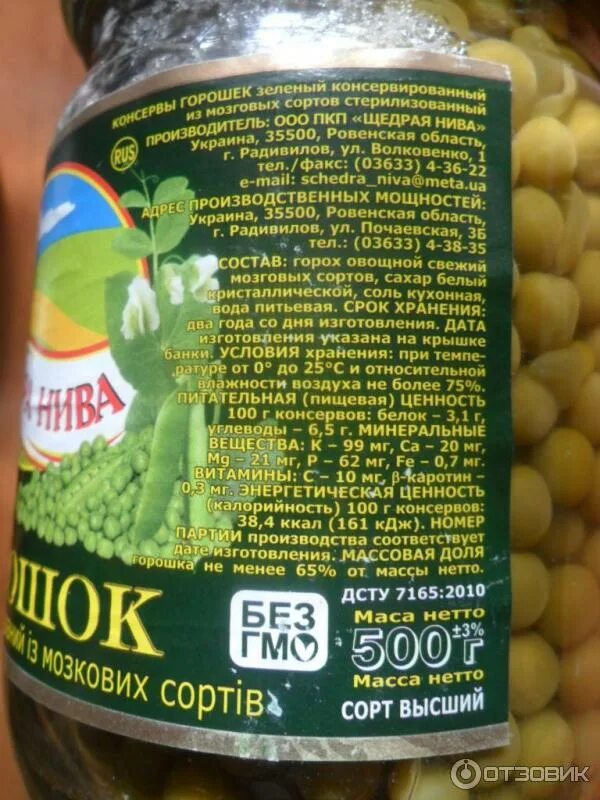 КОНСЕРВЫ ГОРОШЕК зеленый консервированный
из мозговых сортов стерилизованный
ПРОИЗВОДИТЕЛЬ: ООО ПКП «ЩЕДРАЯ НИВА»
Украина, 35500, Ровенская область,
г. Радивилов, ул. Волковенко, 1
тел./факс: (03633) 4-36-22
e-mail: schedra_niva@meta.ua
RUS
АДРЕС ПРОИЗВОДСТВЕННЫХ МОЩНОСТЕЙ:
Украина, 35500, Ровенская область,
г. Радивилов, ул. Почаевская, 3Б
тел.: (03633) 4-38-35
СОСТАВ: горох овощной свежий
мозговых сортов, сахар белый
кристаллической, соль кухонная,
вода питьевая. СРОК ХРАНЕНИЯ:
два года со дня изготовления. ДАТА
изготовления указана на крышке
банки. УСЛОВИЯ хранения: при темпе-
ратуре от 0° до 25°С и относительной
влажности воздуха не более 75%.
ПИТАТЕЛЬНАЯ (пищевая) ЦЕННОСТЬ
100 г консервов: белок – 3,1 г,
углеводы – 6,5 г. МИНЕРАЛЬНЫЕ
ВЕЩЕСТВА: К – 99 мг, Ca – 20 мг,
Mg – 21 мг, P – 62 мг, Fe – 0,7 мг.
ВИТАМИНЫ: С – 10 мг, β-каротин –
0,3 мг. ЭНЕРГЕТИЧЕСКАЯ ЦЕННОСТЬ
(калорийность) 100 г консервов:
38,4 ккал (161 кДж). НОМЕР
ПАРТИИ производства соответствует
дате изготовления. МАССОВАЯ ДОЛЯ
горошка, не менее 65% от массы нетто.
НИВА
ОШОК
із мозкових сортів
БЕЗ
ГМО
ДСТУ 7165:2010
Маса нетто
500 г ±3%
Масса нетто
СОРТ ВЫСШИЙ
ОТЗОВИК